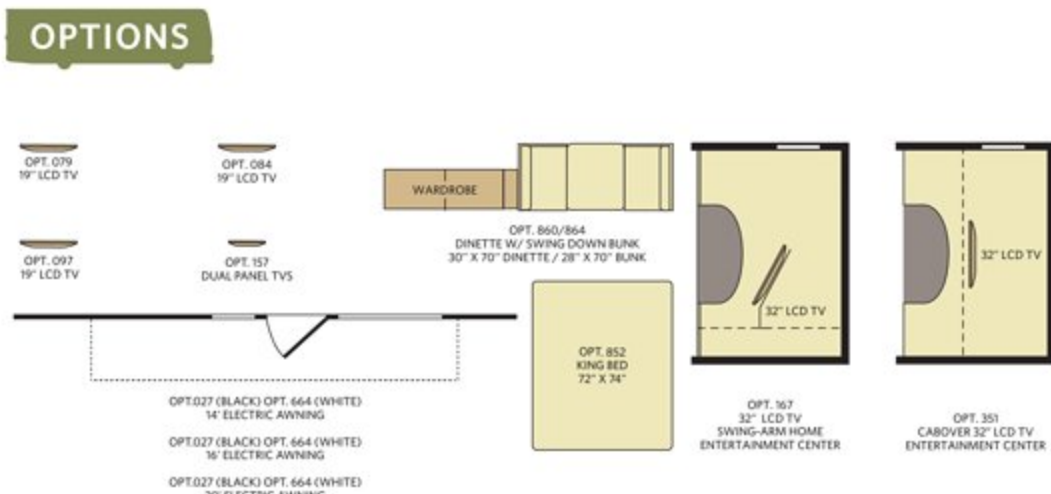 OPTIONS
OPT. 079
19" LCD TV
OPT. 084
19" LCD TV
OPT. 097
19" LCD TV
OPT. 157
DUAL PANEL TVS
WARDROBE
OPT. 860/864
DINETTE W/ SWING DOWN BUNK
30" X 70" DINETTE / 28" X 70" BUNK
OPT. 852
KING BED
72" X 74"
32" LCD TV
OPT. 167
32" LCD TV
SWING-ARM HOME
ENTERTAINMENT CENTER
32" LCD TV
OPT. 351
CABOVER 32" LCD TV
ENTERTAINMENT CENTER
OPT.027 (BLACK) OPT. 664 (WHITE)
14' ELECTRIC AWNING
OPT.027 (BLACK) OPT. 664 (WHITE)
16' ELECTRIC AWNING
OPT.027 (BLACK) OPT. 664 (WHITE)
ELECTRIC AWNING